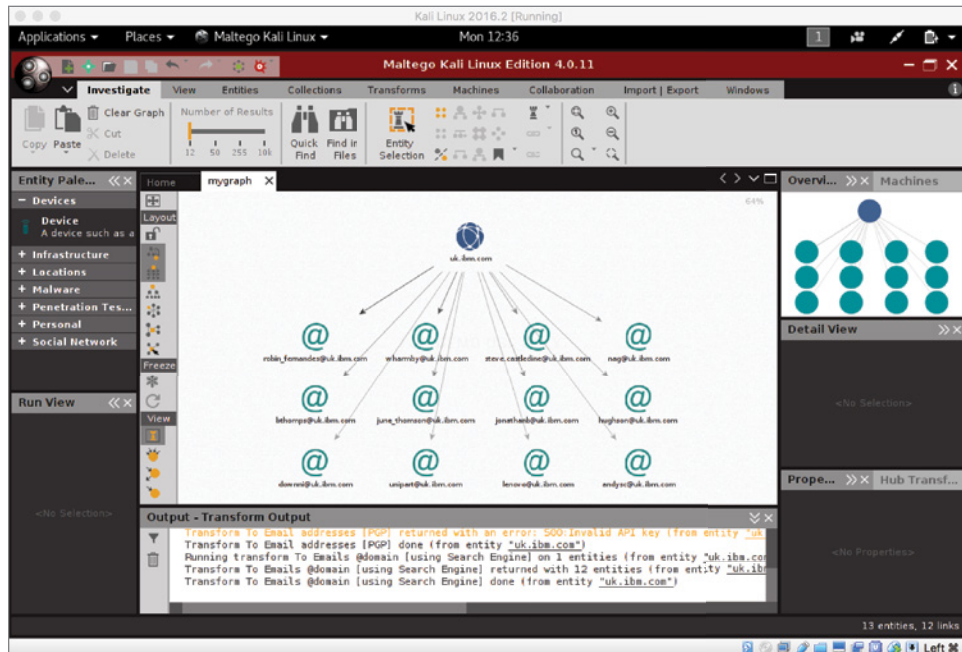 Kali Linux 2016.2 [Running]
Applications Places Maltego Kali Linux Mon 12:36 1
Maltego Kali Linux Edition 4.0.11
Investigate View Entities Collections Transforms Machines Collaboration Import | Export Windows
Copy Paste Clear Graph Cut Delete
Number of Results
12 50 255 10k
Quick Find
Find in Files
Entity Selection
Entity Pale...
Devices
Device
A device such as a
+ Infrastructure
+ Locations
+ Malware
+ Penetration Tes...
+ Personal
+ Social Network
Run View
<No Selection>
Home mygraph
Layout
Freeze
View
64%
uk.ibm.com
robin_fernandes@uk.ibm.com wharmby@uk.ibm.com steve.castledine@uk.ibm.com nag@uk.ibm.com
bthomps@uk.ibm.com june_thomson@uk.ibm.com jonathanb@uk.ibm.com hughson@uk.ibm.com
unipart@uk.ibm.com lenovo@uk.ibm.com andysc@uk.ibm.com
Overvi... Machines
Detail View
<No Selection>
Prope... Hub Transf...
<No Properties>
Output - Transform Output
Transform To Email addresses [PGP] returned with an error: 500:Invalid API key (from entity "uk
Transform To Email addresses [PGP] done (from entity "uk.ibm.com")
Running transform To Emails @domain [using Search Engine] on 1 entities (from entity "uk.ibm.com
Transform To Emails @domain [using Search Engine] returned with 12 entities (from entity "uk.ibm
Transform To Emails @domain [using Search Engine] done (from entity "uk.ibm.com")
13 entities, 12 links
Left ⌘